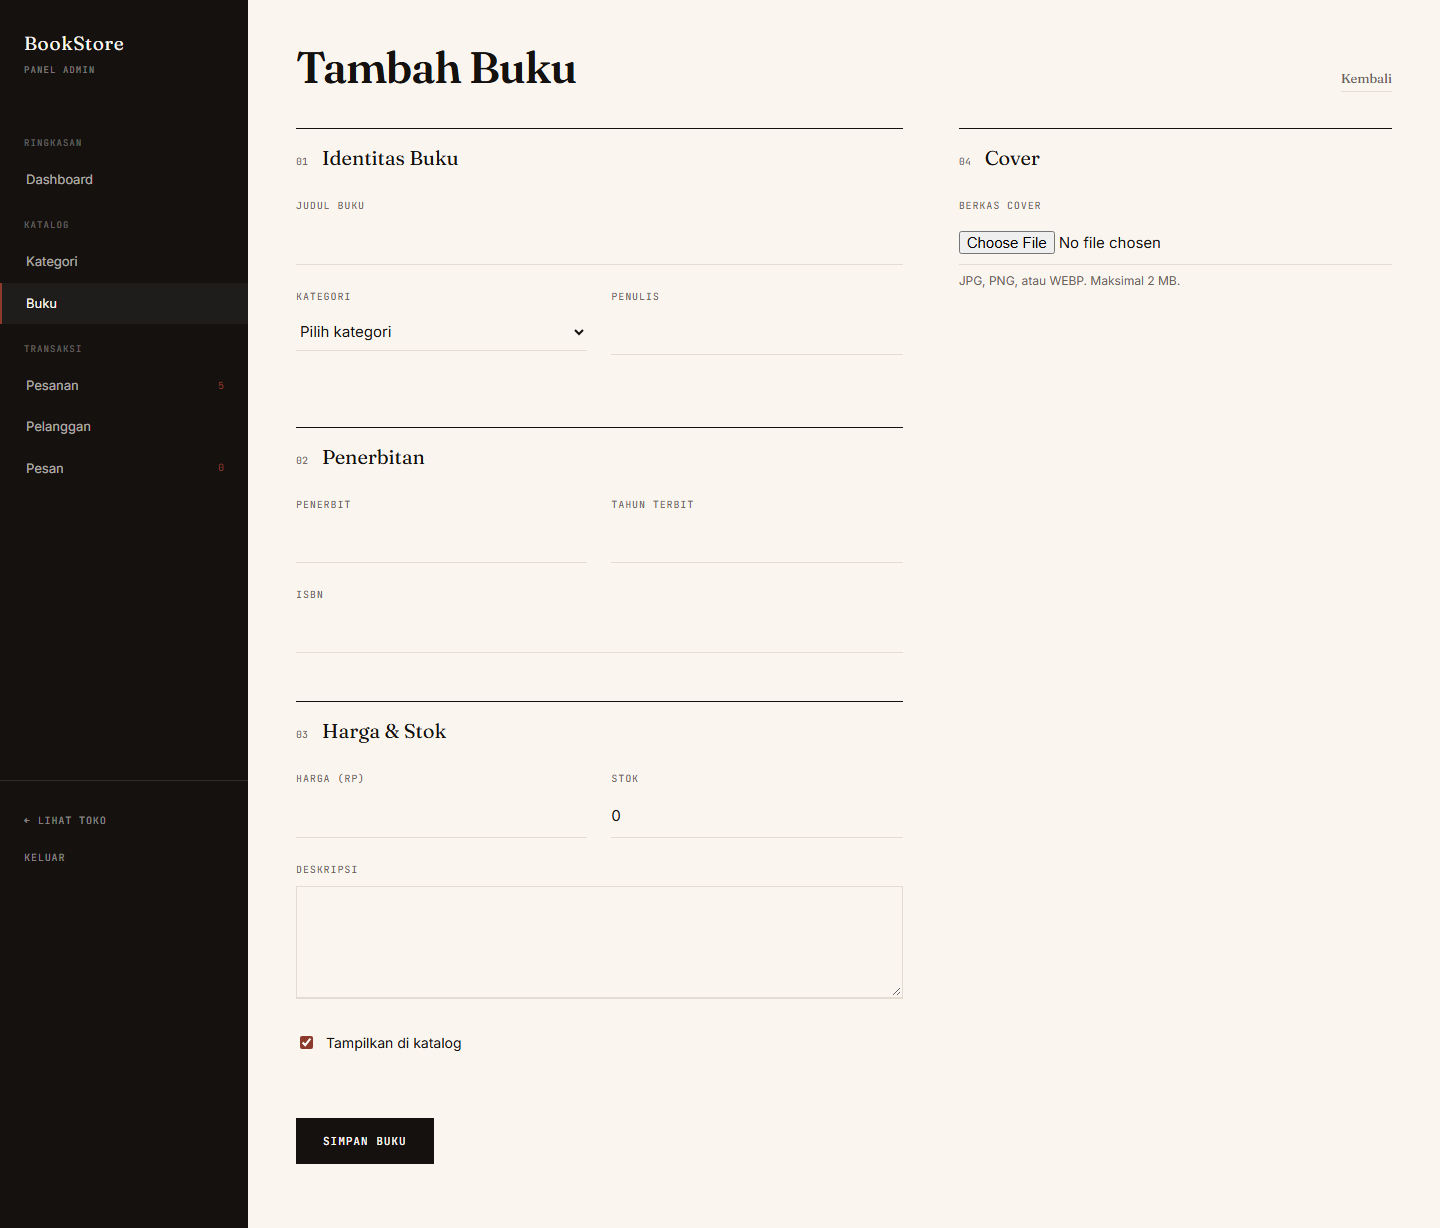 BookStore
PANEL ADMIN
RINGKASAN
Dashboard
KATALOG
Kategori
Buku
TRANSAKSI
Pesanan 5
Pelanggan
Pesan 0
← LIHAT TOKO
KELUAR
Tambah Buku
Kembali
01 Identitas Buku
JUDUL BUKU
KATEGORI PENULIS
Pilih kategori
02 Penerbitan
PENERBIT TAHUN TERBIT
ISBN
03 Harga & Stok
HARGA (RP) STOK
0
DESKRIPSI
Tampilkan di katalog
SIMPAN BUKU
04 Cover
BERKAS COVER
Choose File No file chosen
JPG, PNG, atau WEBP. Maksimal 2 MB.